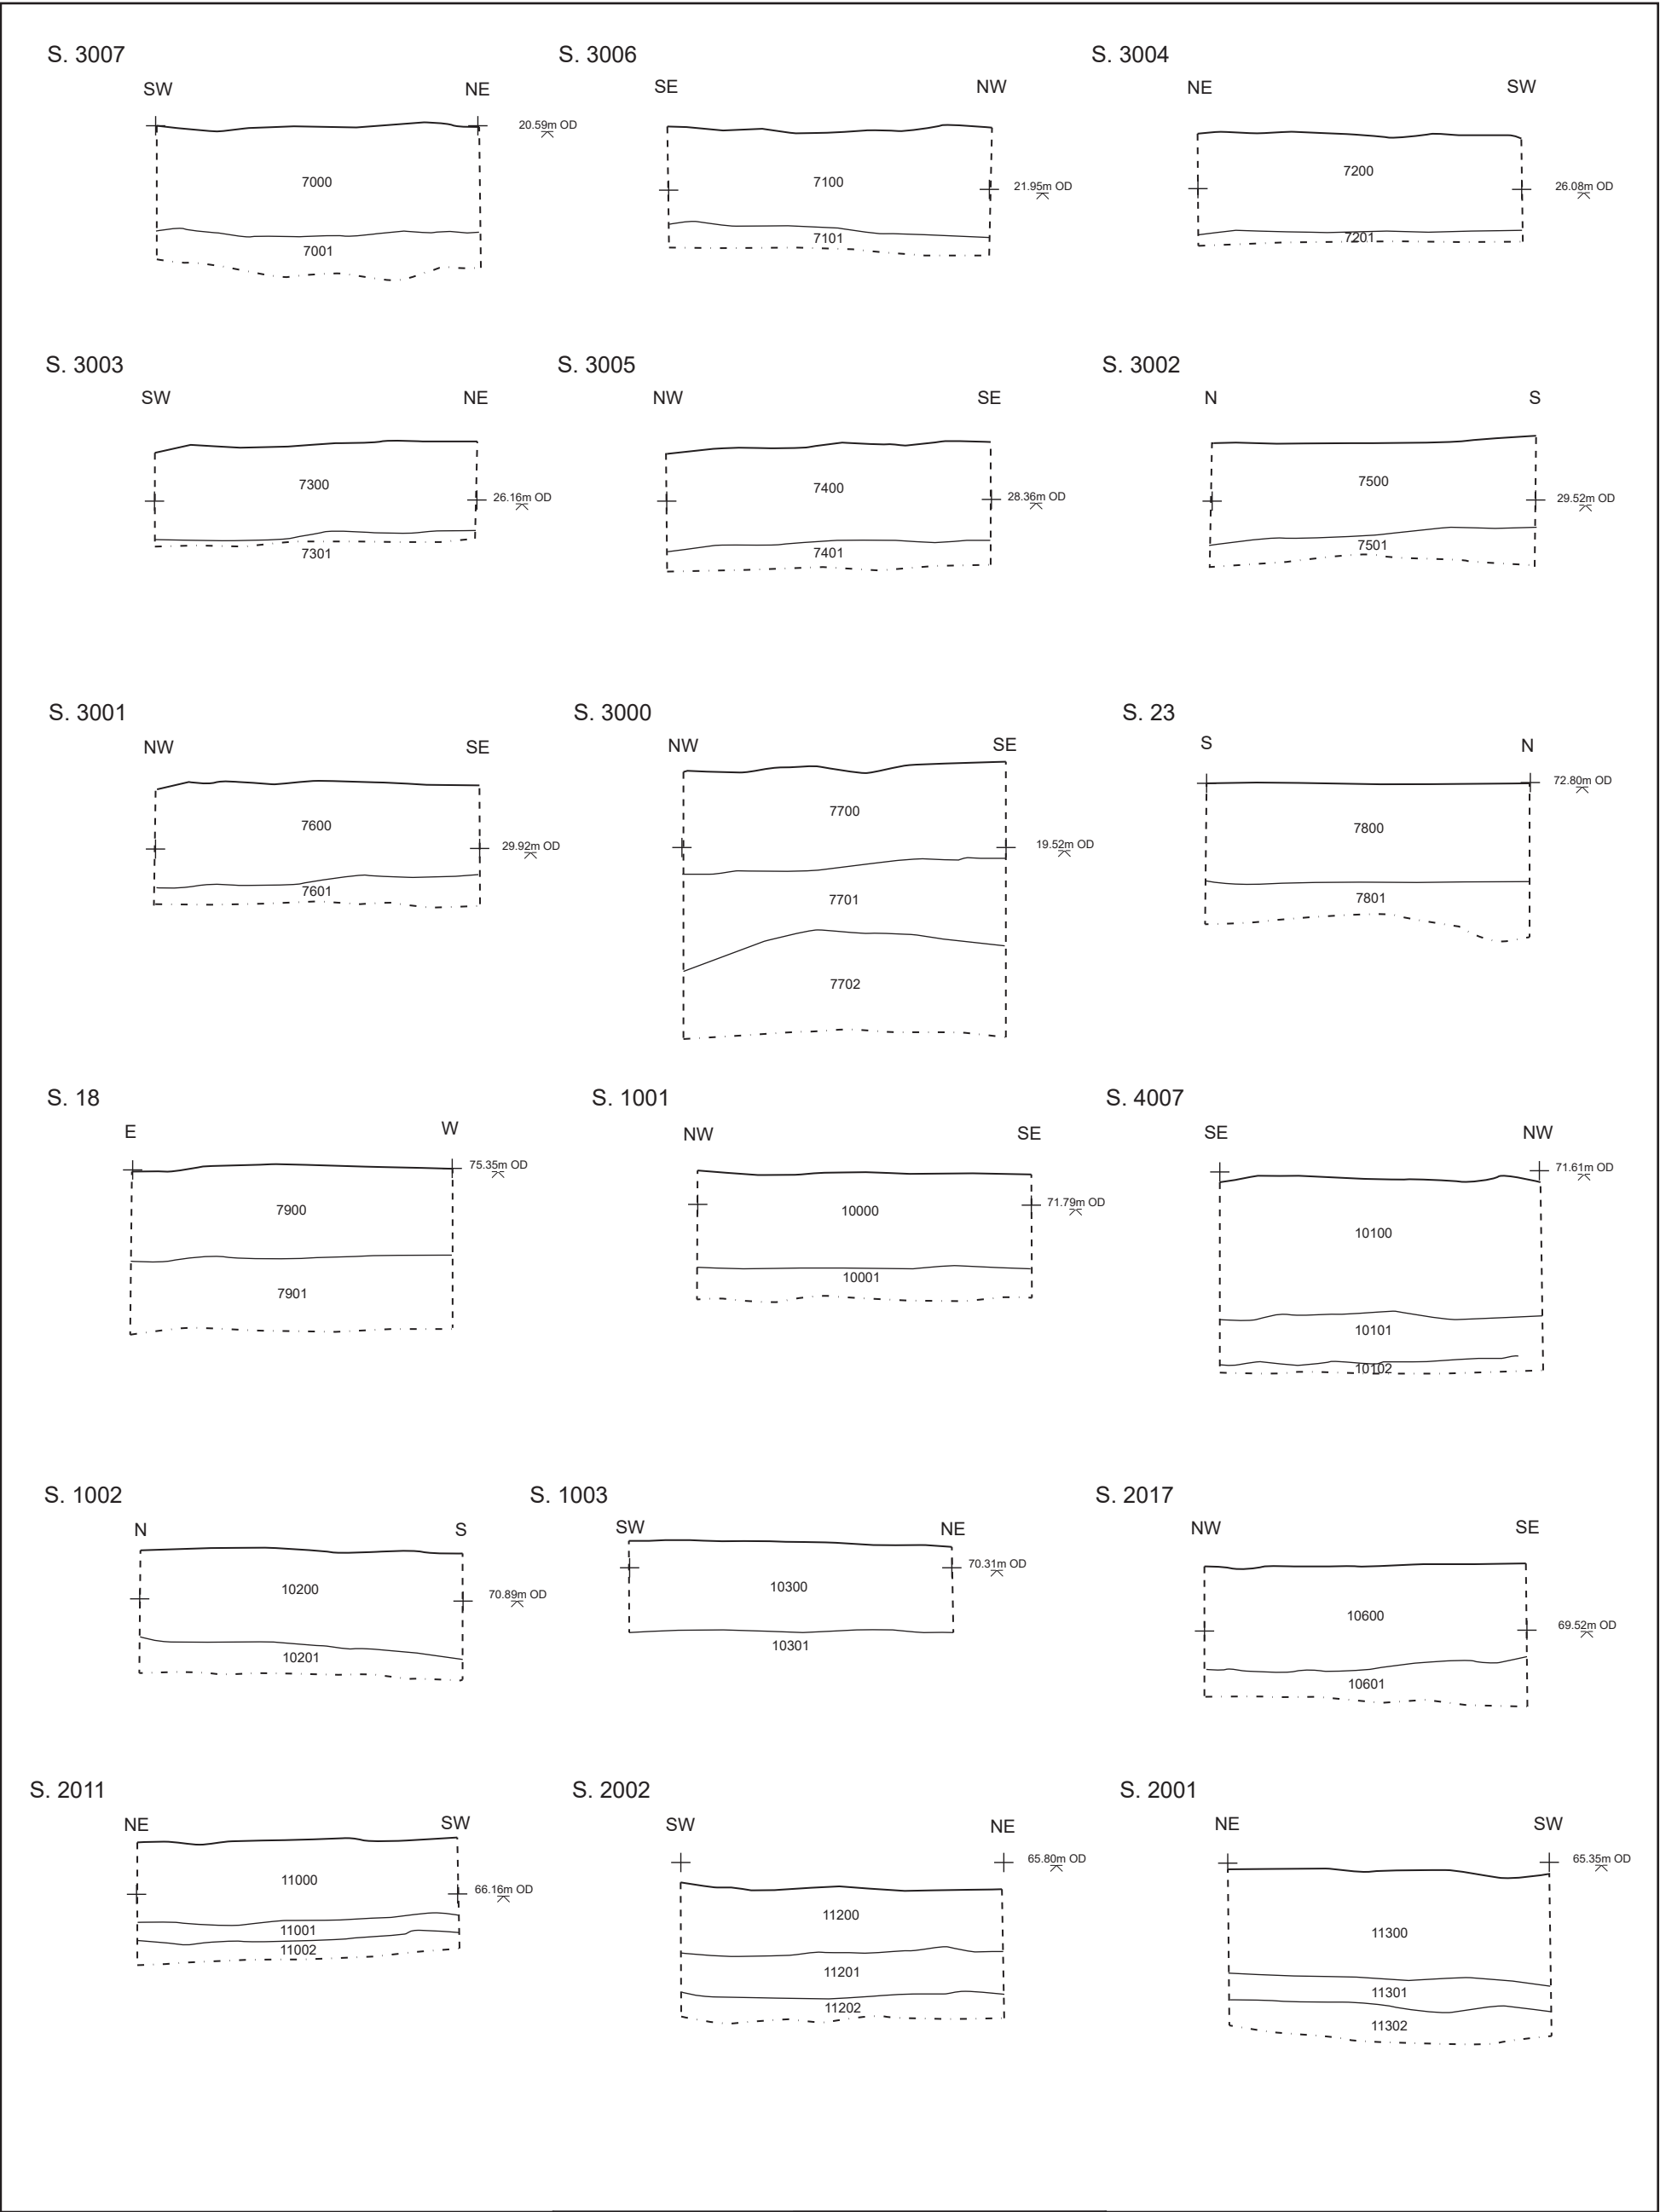 S. 3007
SW NE
20.59m OD
7000
7001
S. 3006
SE NW
21.95m OD
7100
7101
S. 3004
NE SW
26.08m OD
7200
7201
S. 3003
SW NE
26.16m OD
7300
7301
S. 3005
NW SE
28.36m OD
7400
7401
S. 3002
N S
29.52m OD
7500
7501
S. 3001
NW SE
29.92m OD
7600
7601
S. 3000
NW SE
7700
19.52m OD
7701
7702
S. 23
S N
72.80m OD
7800
7801
S. 18
E W
75.35m OD
7900
7901
S. 1001
NW SE
71.79m OD
10000
10001
S. 4007
SE NW
71.61m OD
10100
10101
10102
S. 1002
N S
10200
70.89m OD
10201
S. 1003
SW NE
70.31m OD
10300
10301
S. 2017
NW SE
10600
69.52m OD
10601
S. 2011
NE SW
11000
66.16m OD
11001
11002
S. 2002
SW NE
65.80m OD
11200
11201
11202
S. 2001
NE SW
65.35m OD
11300
11301
11302